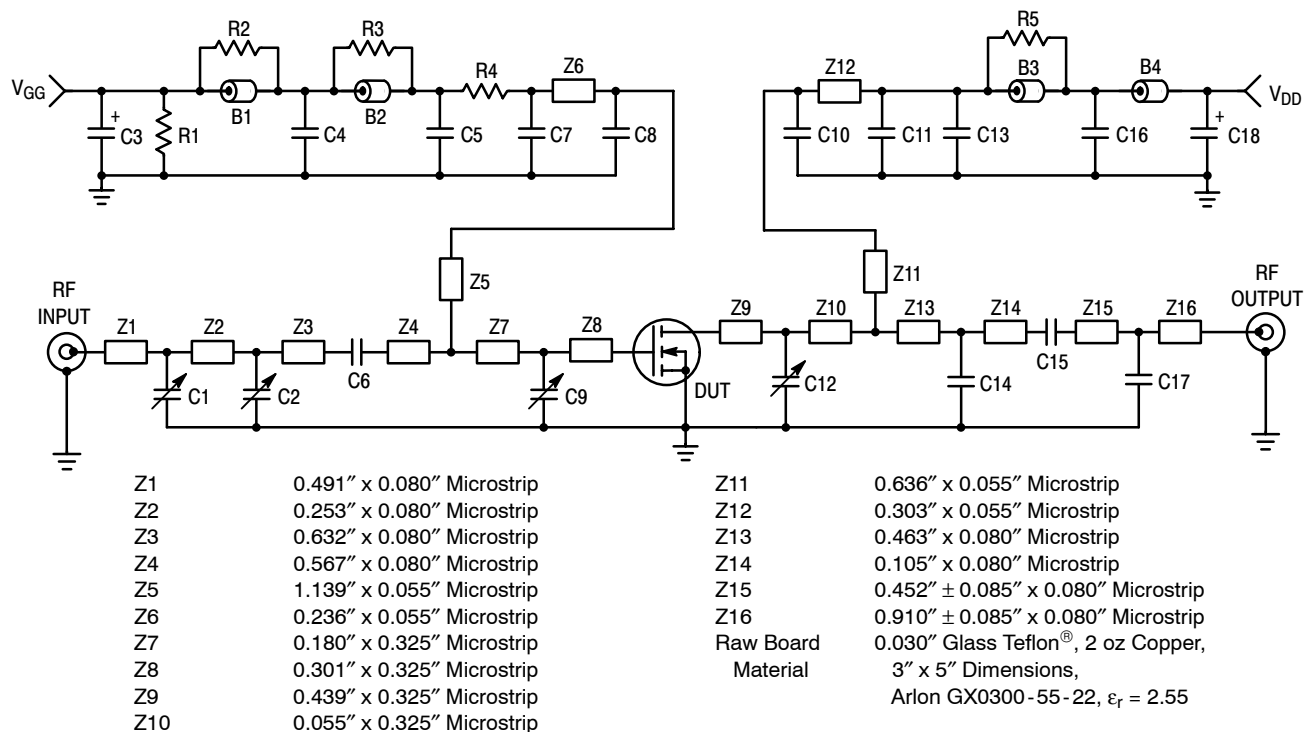 R2
R3
R5
VGG
B1
B2
R4
Z6
Z12
B3
B4
VDD
+
C3
R1
C4
C5
C7
C8
C10
C11
C13
C16
+
C18
Z5
Z11
RF
INPUT
RF
OUTPUT
Z1
Z2
Z3
Z4
Z7
Z8
Z9
Z10
Z13
Z14
Z15
Z16
C6
C15
C1
C2
C9
DUT
C12
C14
C17
Z1 0.491″ x 0.080″ Microstrip
Z2 0.253″ x 0.080″ Microstrip
Z3 0.632″ x 0.080″ Microstrip
Z4 0.567″ x 0.080″ Microstrip
Z5 1.139″ x 0.055″ Microstrip
Z6 0.236″ x 0.055″ Microstrip
Z7 0.180″ x 0.325″ Microstrip
Z8 0.301″ x 0.325″ Microstrip
Z9 0.439″ x 0.325″ Microstrip
Z10 0.055″ x 0.325″ Microstrip
Z11 0.636″ x 0.055″ Microstrip
Z12 0.303″ x 0.055″ Microstrip
Z13 0.463″ x 0.080″ Microstrip
Z14 0.105″ x 0.080″ Microstrip
Z15 0.452″ ± 0.085″ x 0.080″ Microstrip
Z16 0.910″ ± 0.085″ x 0.080″ Microstrip
Raw Board 0.030″ Glass Teflon®, 2 oz Copper,
Material 3″ x 5″ Dimensions,
Arlon GX0300-55-22, εr = 2.55